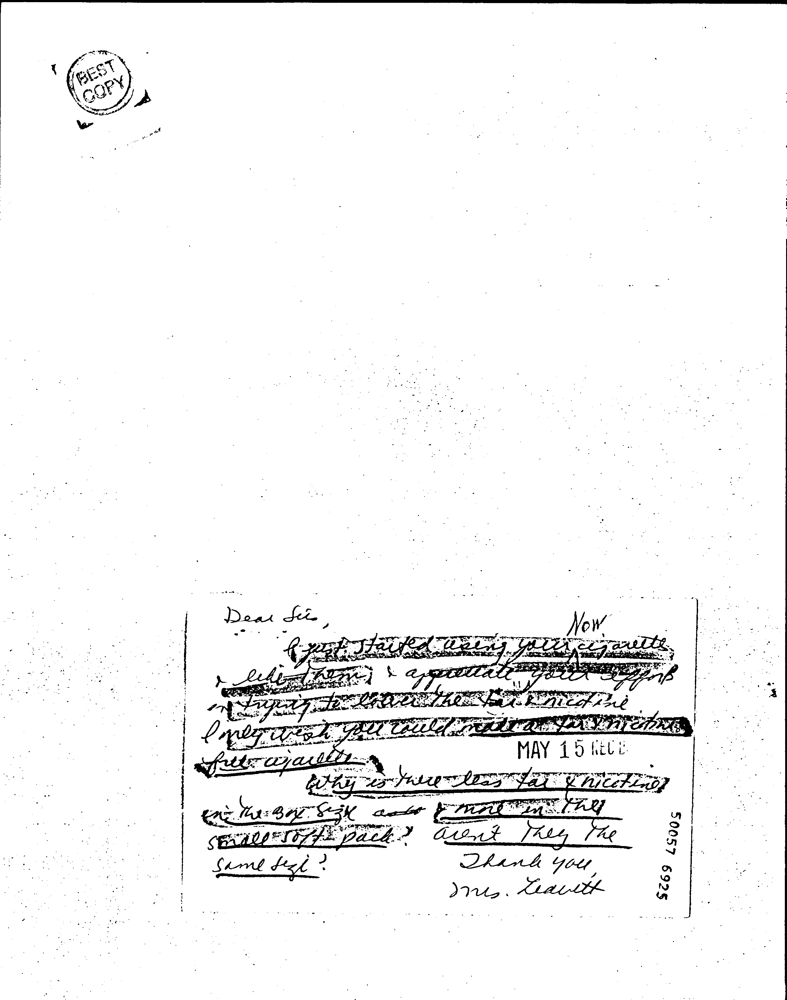 BEST
COPY
Dear Sir,
Now
I just started using your cigarette
& like them, & appreciate your efforts
in trying to lower the tar & nicotine
I only wish you could make a tar & nicotine
free cigarette.
MAY 15 REC'D
Why is there less tar & nicotine
in the Box Size & more in the
small soft pack? aren't they the
same size?
Thank you,
Mrs. Leavitt
50057 6925